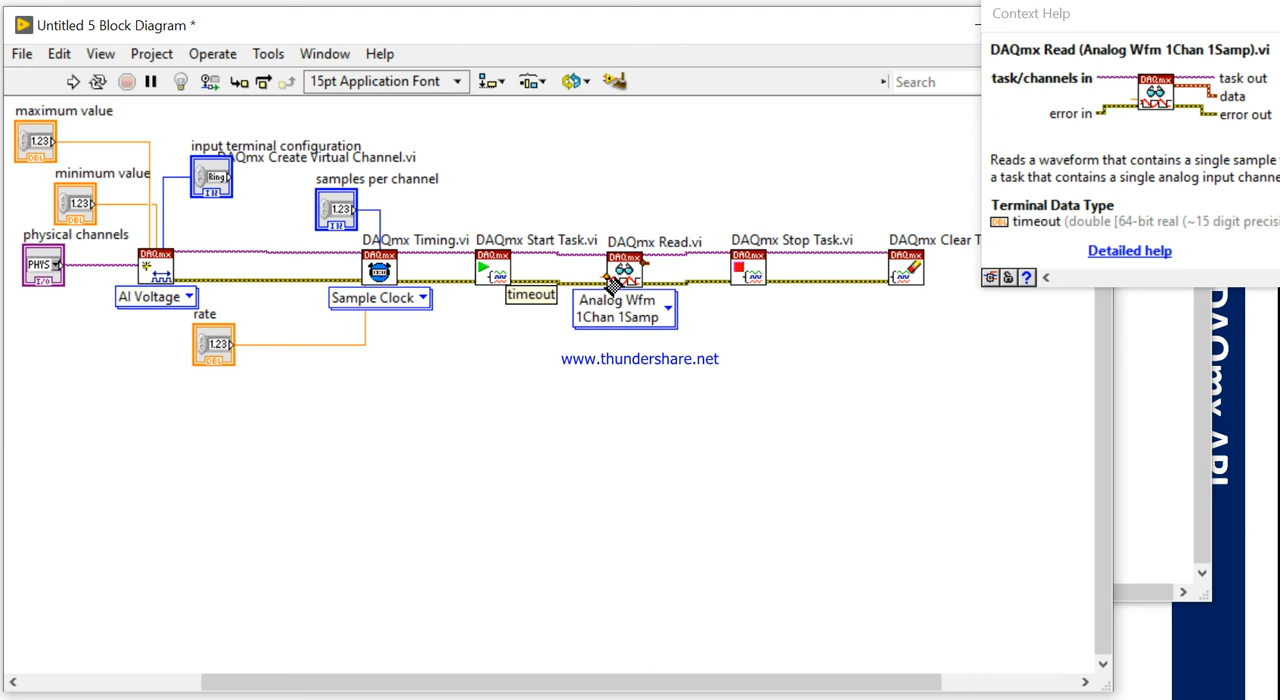 Untitled 5 Block Diagram *
File Edit View Project Operate Tools Window Help
15pt Application Font
Search
maximum value
1.23
DBL
minimum value
1.23
DBL
physical channels
PHYS
I/O
input terminal configuration
DAQmx Create Virtual Channel.vi
Ring
I32
samples per channel
1.23
I32
DAQmx Timing.vi
DAQmx Start Task.vi
DAQmx Read.vi
DAQmx Stop Task.vi
DAQmx Clear T
DAQmx
DAQmx
DAQmx
DAQmx
DAQmx
DAQmx
AI Voltage
Sample Clock
timeout
Analog Wfm
1Chan 1Samp
rate
1.23
DBL
www.thundershare.net
Context Help
DAQmx Read (Analog Wfm 1Chan 1Samp).vi
task/channels in
DAQmx
task out
data
error in
error out
Reads a waveform that contains a single sample
a task that contains a single analog input channe
Terminal Data Type
DBL timeout (double [64-bit real (~15 digit precisi
Detailed help
?
DAQmx API